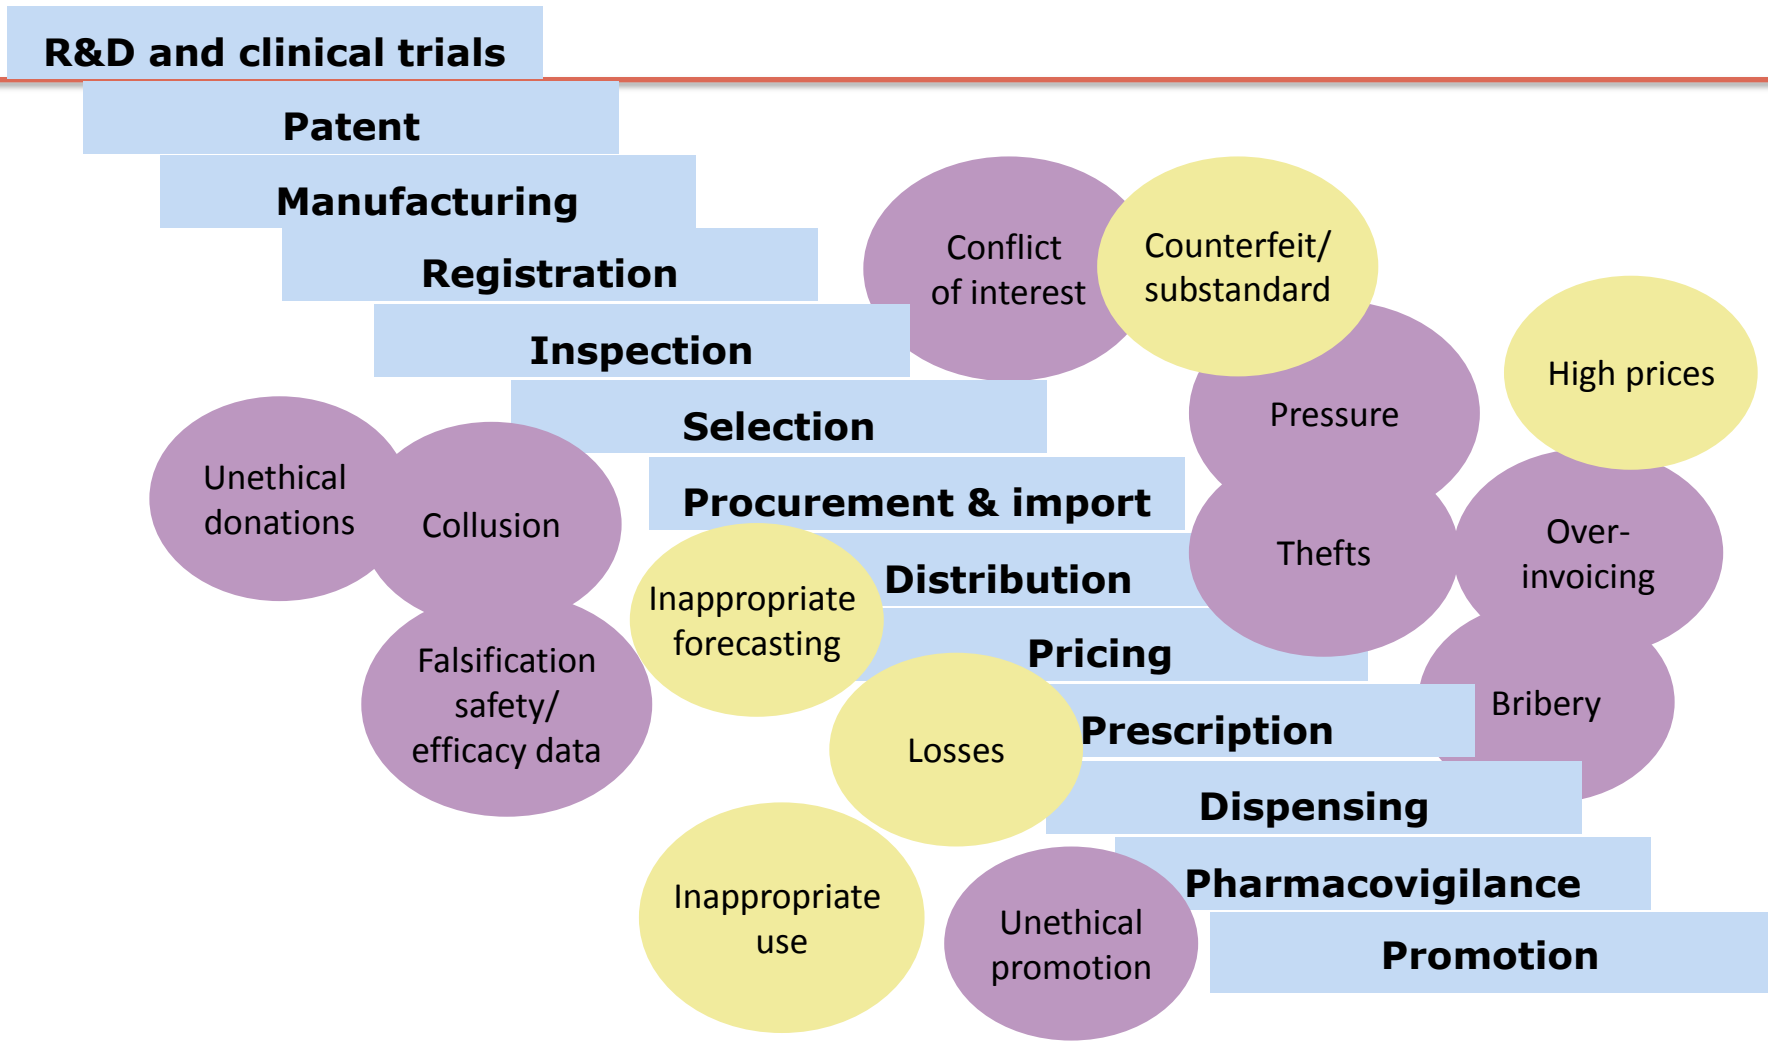 R&D and clinical trials
Patent
Manufacturing
Registration
Inspection
Selection
Procurement & import
Distribution
Pricing
Prescription
Dispensing
Pharmacovigilance
Promotion
Conflict
of interest
Counterfeit/
substandard
High prices
Pressure
Unethical
donations
Collusion
Thefts
Over-
invoicing
Inappropriate
forecasting
Falsification
safety/
efficacy data
Bribery
Losses
Inappropriate
use
Unethical
promotion